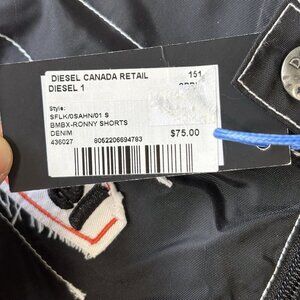 DIESEL CANADA RETAIL 151
DIESEL 1
Style:
SFLK/0SAHN/01 S
BMBX-RONNY SHORTS
DENIM
436027 8052206694783 $75.00